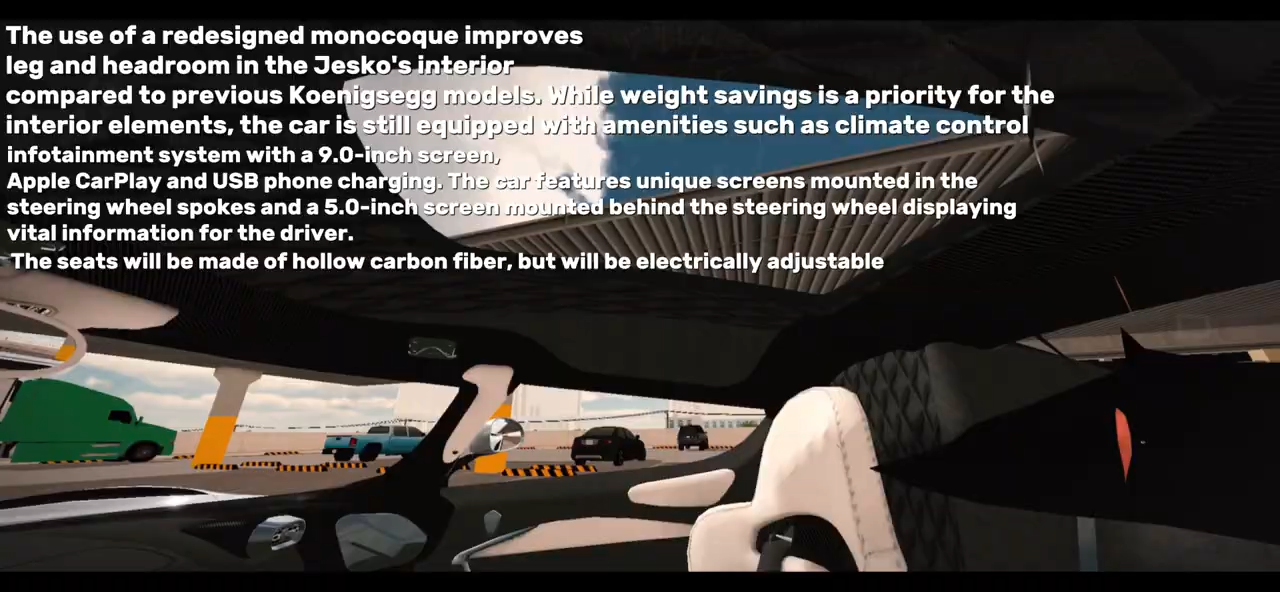 The use of a redesigned monocoque improves
leg and headroom in the Jesko's interior
compared to previous Koenigsegg models. While weight savings is a priority for the
interior elements, the car is still equipped with amenities such as climate control
infotainment system with a 9.0-inch screen,
Apple CarPlay and USB phone charging. The car features unique screens mounted in the
steering wheel spokes and a 5.0-inch screen mounted behind the steering wheel displaying
vital information for the driver.
The seats will be made of hollow carbon fiber, but will be electrically adjustable